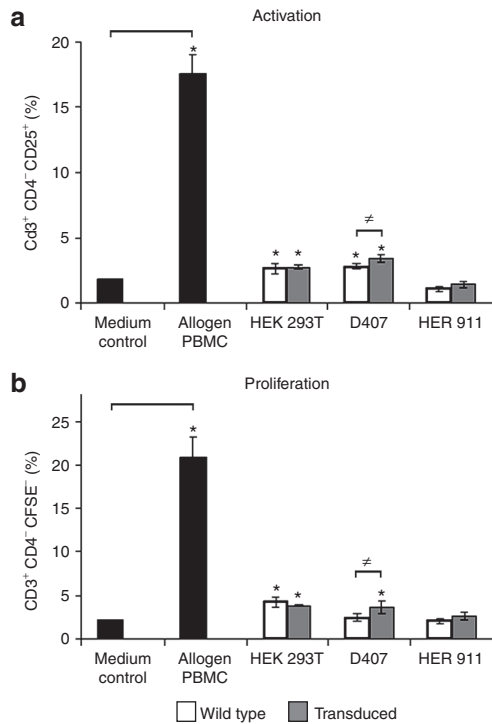 a
Activation
Cd3+ CD4− CD25+ (%)
20
15
10
5
0
*
* *
* ≠ *
Medium control
Allogen PBMC
HEK 293T
D407
HER 911
b
Proliferation
CD3+ CD4− CFSE− (%)
25
20
15
10
5
0
*
* *
≠ *
Medium control
Allogen PBMC
HEK 293T
D407
HER 911
Wild type
Transduced